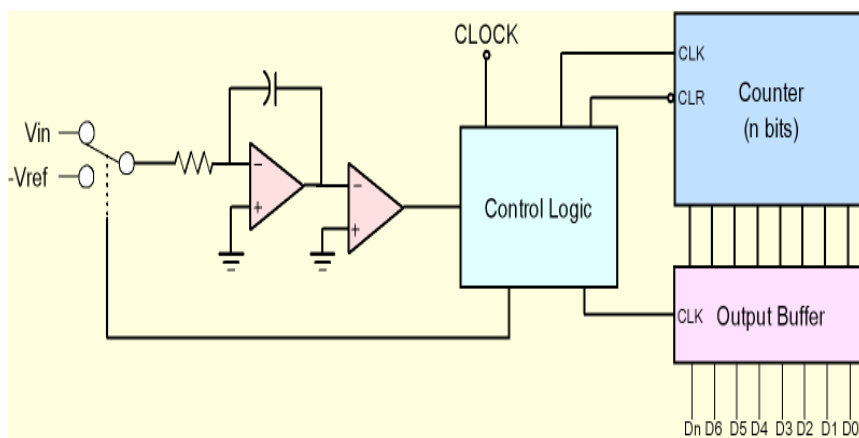 CLOCK
Vin
-Vref
−
+
−
+
Control Logic
CLK
CLR
Counter
(n bits)
CLK
Output Buffer
Dn D6 D5 D4 D3 D2 D1 D0